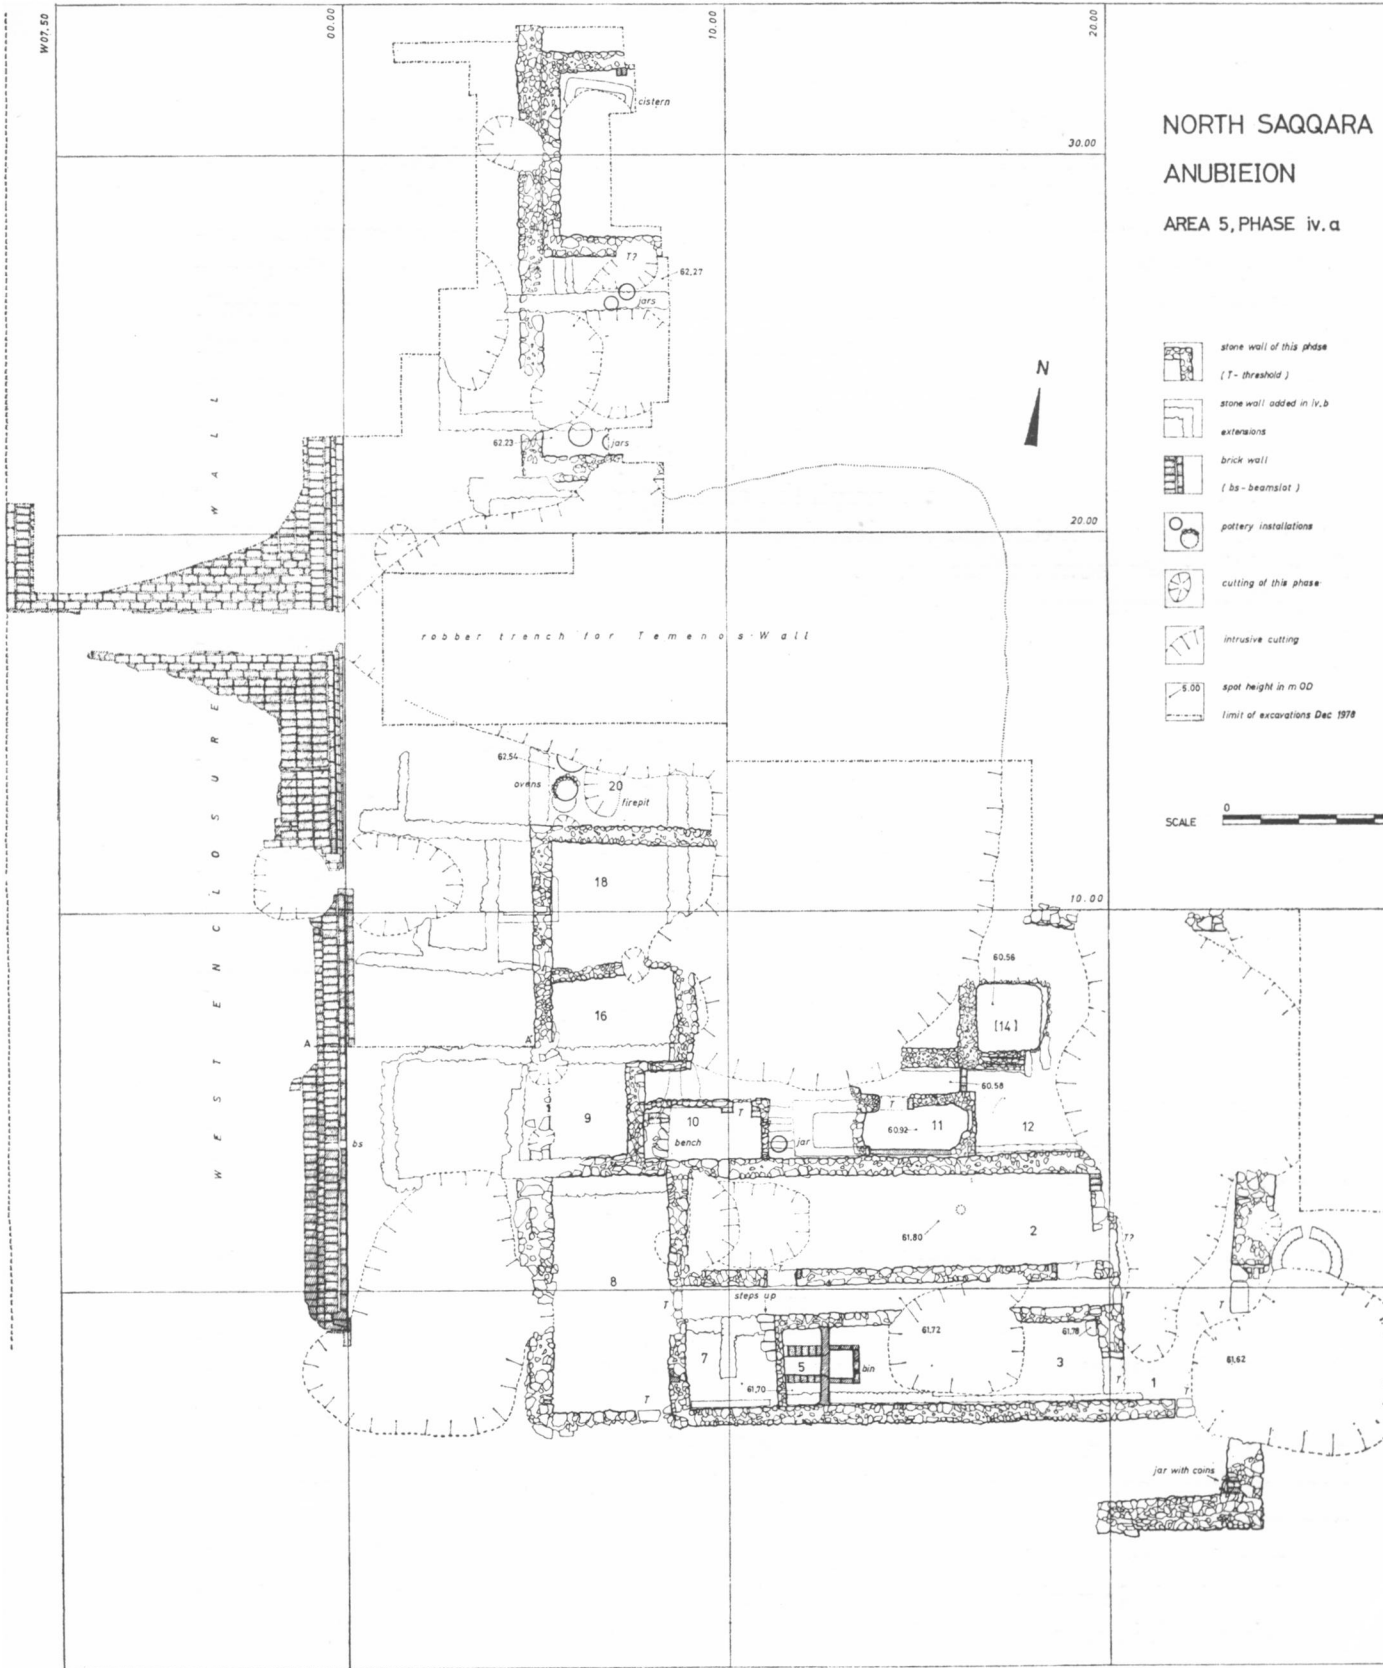 W07.50
00.00
10.00
20.00
NORTH SAQQARA
ANUBIEION
AREA 5, PHASE iv.a
cistern
30.00
T?
62.27
jars
N
stone wall of this phase
(T- threshold)
stone wall added in iv.b
extensions
brick wall
(bs-beamslot)
pottery installations
cutting of this phase
intrusive cutting
5.00
spot height in m OD
limit of excavations Dec 1978
62.23
jars
20.00
WEST ENCLOSURE WALL
robber trench for Temenos-Wall
62.54
ovens
20
firepit
0
SCALE
18
10.00
60.56
16
[14]
A
A'
60.58
9
10
T
T
bench
jar
60.92
11
12
bs
61.80
2
T?
T
8
steps up
T
T
T
61.72
61.78
61.62
7
5
bin
3
61.70
T
1
T
T
jar with coins